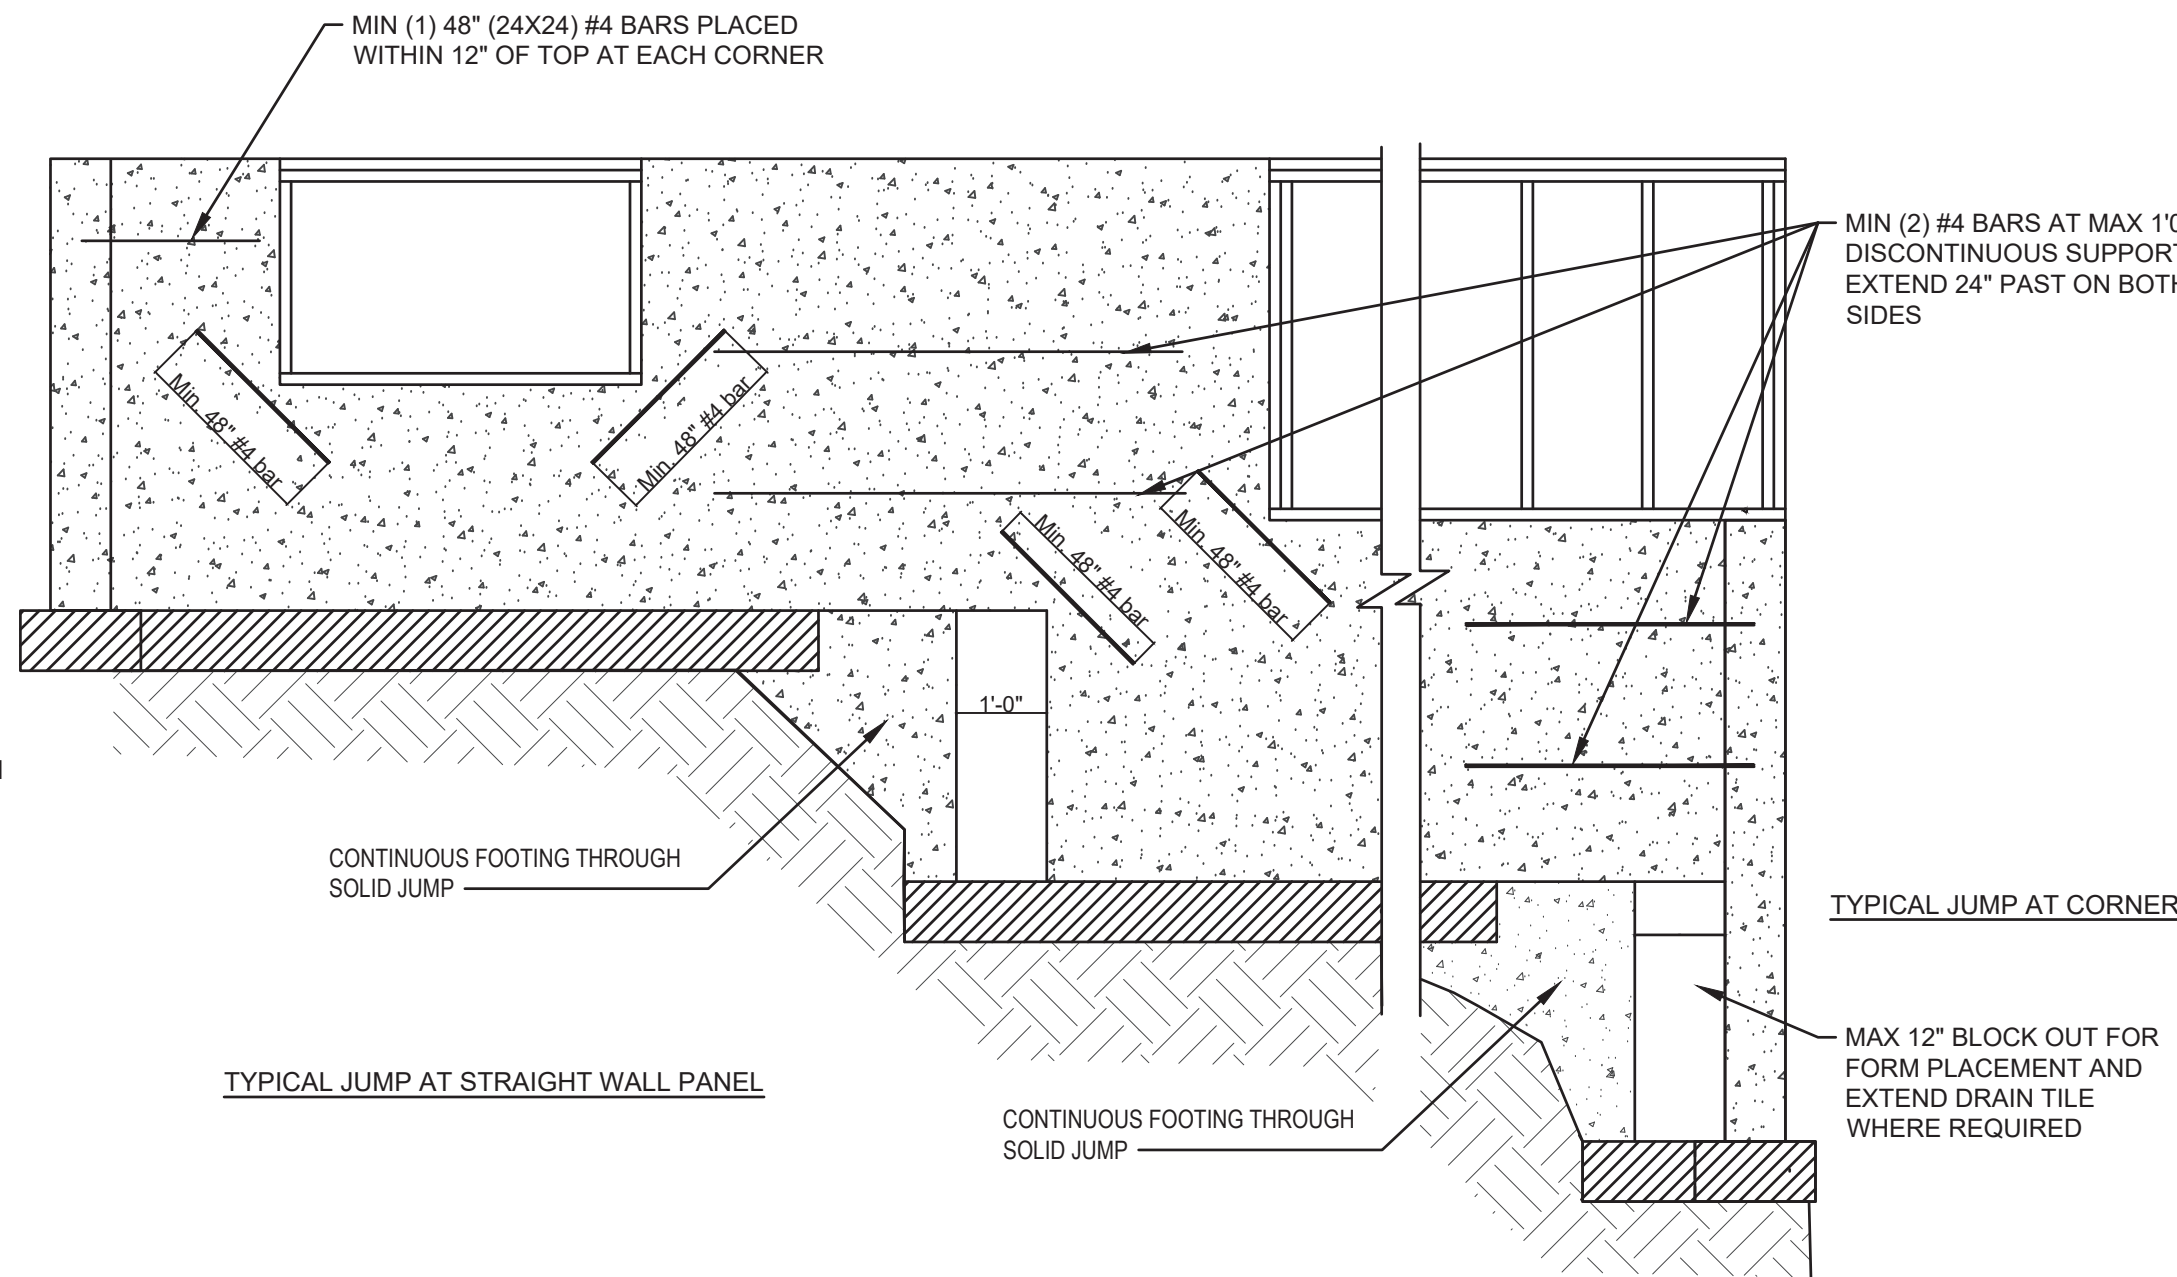 MIN (1) 48" (24X24) #4 BARS PLACED
WITHIN 12" OF TOP AT EACH CORNER
MIN (2) #4 BARS AT MAX 1'0
DISCONTINUOUS SUPPORT
EXTEND 24" PAST ON BOTH
SIDES
Min. 48" #4 bar
Min. 48" #4 bar
Min. 48" #4 bar
Min. 48" #4 bar
1'-0"
CONTINUOUS FOOTING THROUGH
SOLID JUMP
TYPICAL JUMP AT CORNER
TYPICAL JUMP AT STRAIGHT WALL PANEL
CONTINUOUS FOOTING THROUGH
SOLID JUMP
MAX 12" BLOCK OUT FOR
FORM PLACEMENT AND
EXTEND DRAIN TILE
WHERE REQUIRED